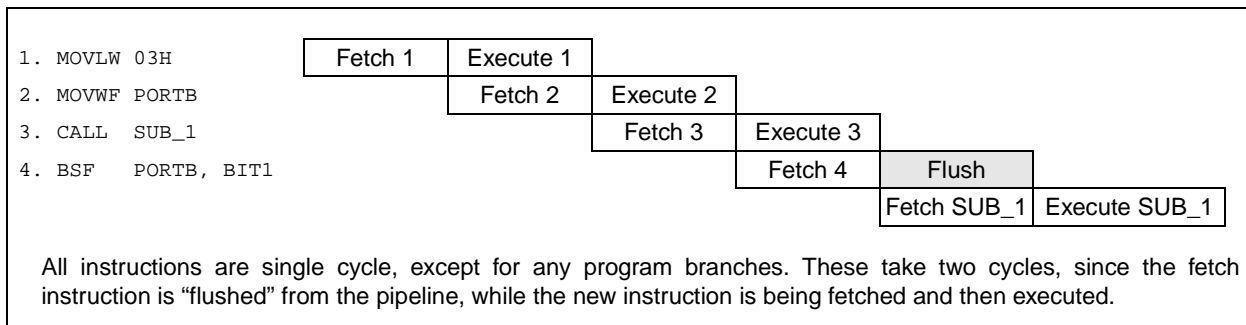 1. MOVLW 03H Fetch 1 Execute 1
2. MOVWF PORTB Fetch 2 Execute 2
3. CALL SUB_1 Fetch 3 Execute 3
4. BSF PORTB, BIT1 Fetch 4 Flush
Fetch SUB_1 Execute SUB_1
All instructions are single cycle, except for any program branches. These take two cycles, since the fetch
instruction is “flushed” from the pipeline, while the new instruction is being fetched and then executed.